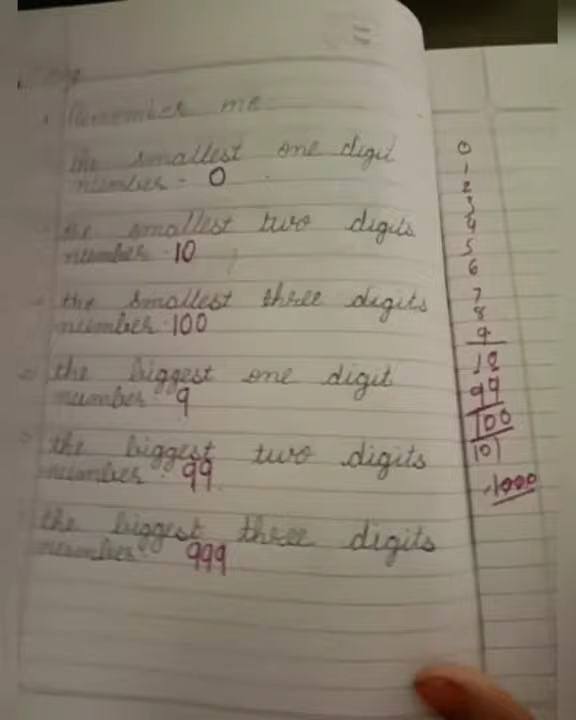 Remember me
the smallest one digit
number - 0
the smallest two digits
number 10
the smallest three digits
number 100
the biggest one digit
number 9
the biggest two digits
number 99
the biggest three digits
number 999
0
1
2
3
4
5
6
7
8
9
10
99
100
101
1000